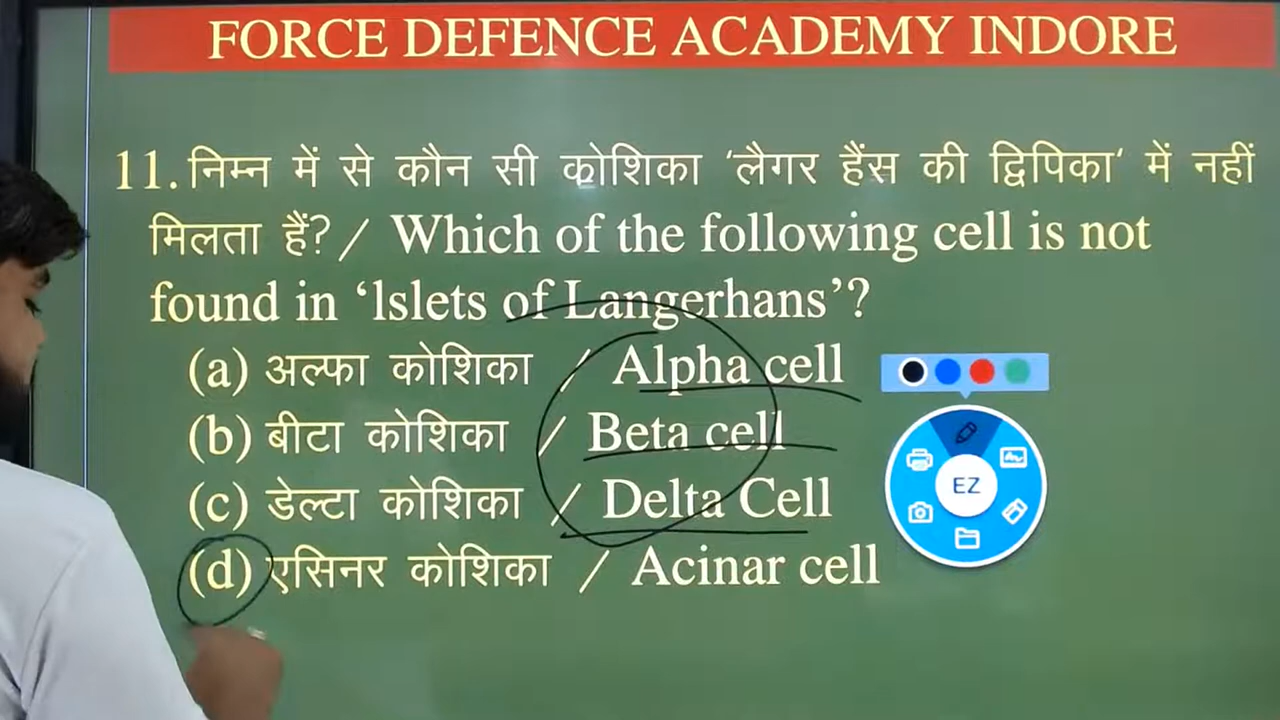 FORCE DEFENCE ACADEMY INDORE
11. निम्न में से कौन सी कोशिका ‘लैगर हैंस की द्विपिका’ में नहीं
मिलता हैं? / Which of the following cell is not
found in ‘lslets of Langerhans’?
(a) अल्फा कोशिका / Alpha cell
(b) बीटा कोशिका / Beta cell
(c) डेल्टा कोशिका / Delta Cell
(d) एसिनर कोशिका / Acinar cell
EZ